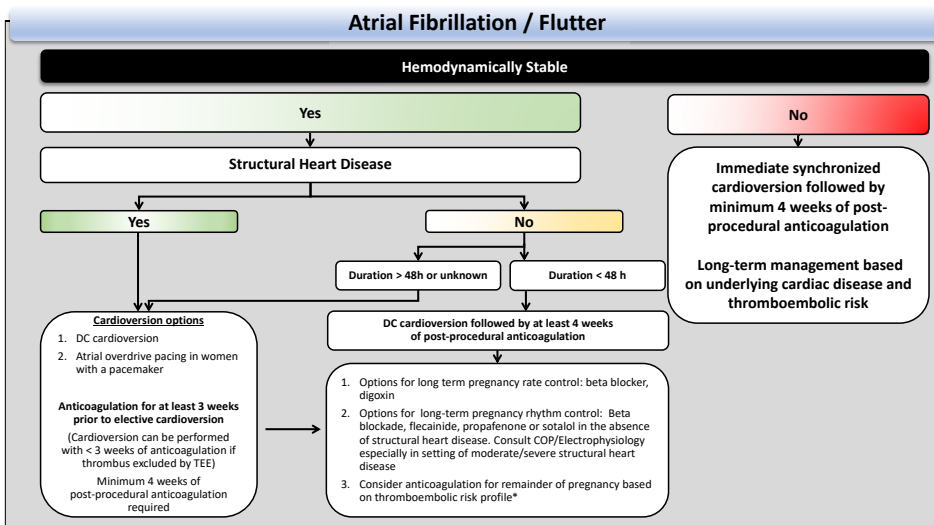 Atrial Fibrillation / Flutter
Hemodynamically Stable
Yes
No
Structural Heart Disease
Immediate synchronized
cardioversion followed by
minimum 4 weeks of post-
procedural anticoagulation
Long-term management based
on underlying cardiac disease and
thromboembolic risk
Yes
No
Duration > 48h or unknown
Duration < 48 h
Cardioversion options
1. DC cardioversion
2. Atrial overdrive pacing in women
with a pacemaker
Anticoagulation for at least 3 weeks
prior to elective cardioversion
(Cardioversion can be performed
with < 3 weeks of anticoagulation if
thrombus excluded by TEE)
Minimum 4 weeks of
post-procedural anticoagulation
required
DC cardioversion followed by at least 4 weeks
of post-procedural anticoagulation
1. Options for long term pregnancy rate control: beta blocker,
digoxin
2. Options for long-term pregnancy rhythm control: Beta
blockade, flecainide, propafenone or sotalol in the absence
of structural heart disease. Consult COP/Electrophysiology
especially in setting of moderate/severe structural heart
disease
3. Consider anticoagulation for remainder of pregnancy based
on thromboembolic risk profile*